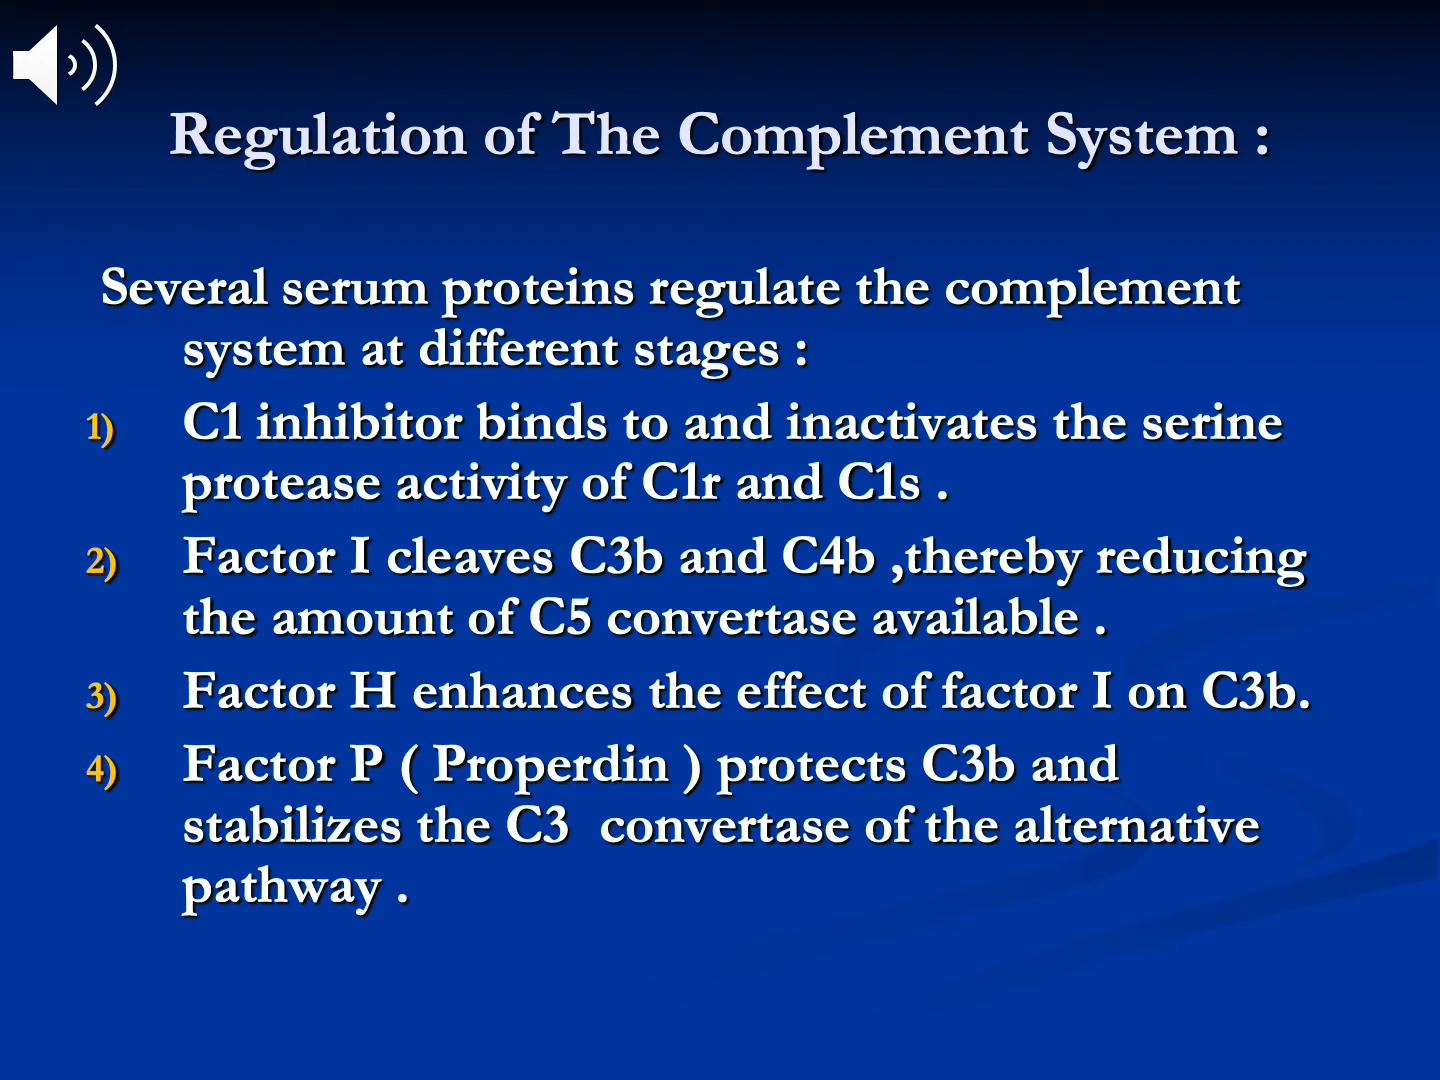 Regulation of The Complement System :
Several serum proteins regulate the complement
system at different stages :
1) C1 inhibitor binds to and inactivates the serine
protease activity of C1r and C1s .
2) Factor I cleaves C3b and C4b ,thereby reducing
the amount of C5 convertase available .
3) Factor H enhances the effect of factor I on C3b.
4) Factor P ( Properdin ) protects C3b and
stabilizes the C3  convertase of the alternative
pathway .